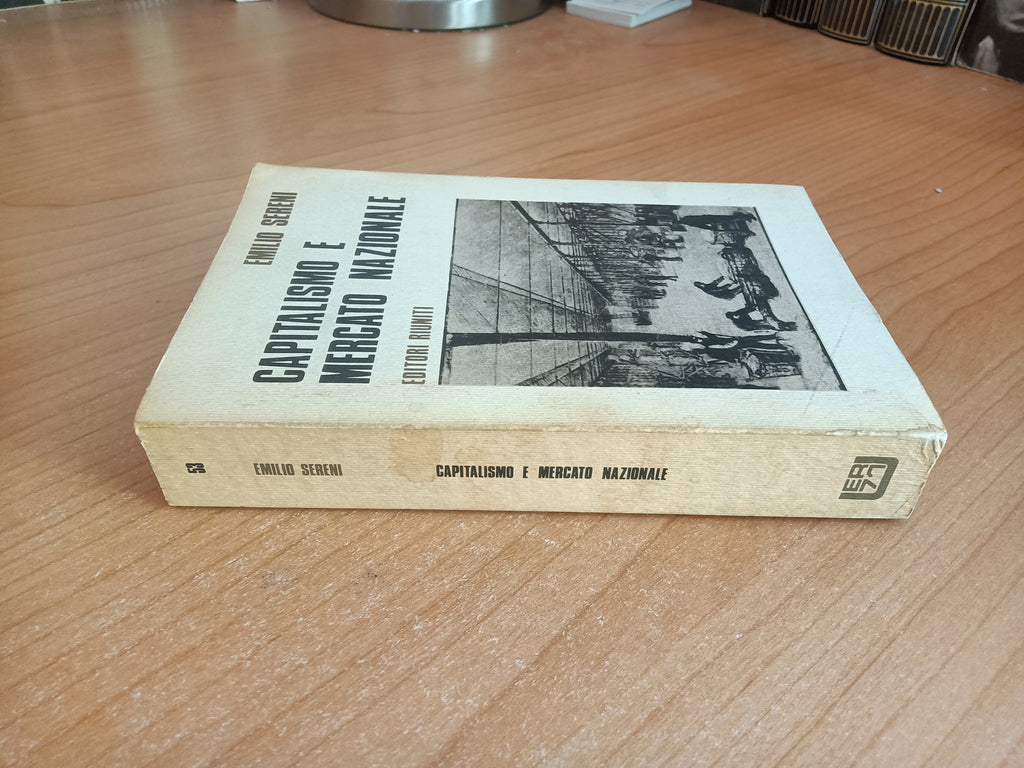 EMILIO SERENI
CAPITALISMO E
MERCATO NAZIONALE
EDITORI RIUNITI
53
EMILIO SERENI
CAPITALISMO E MERCATO NAZIONALE
ER